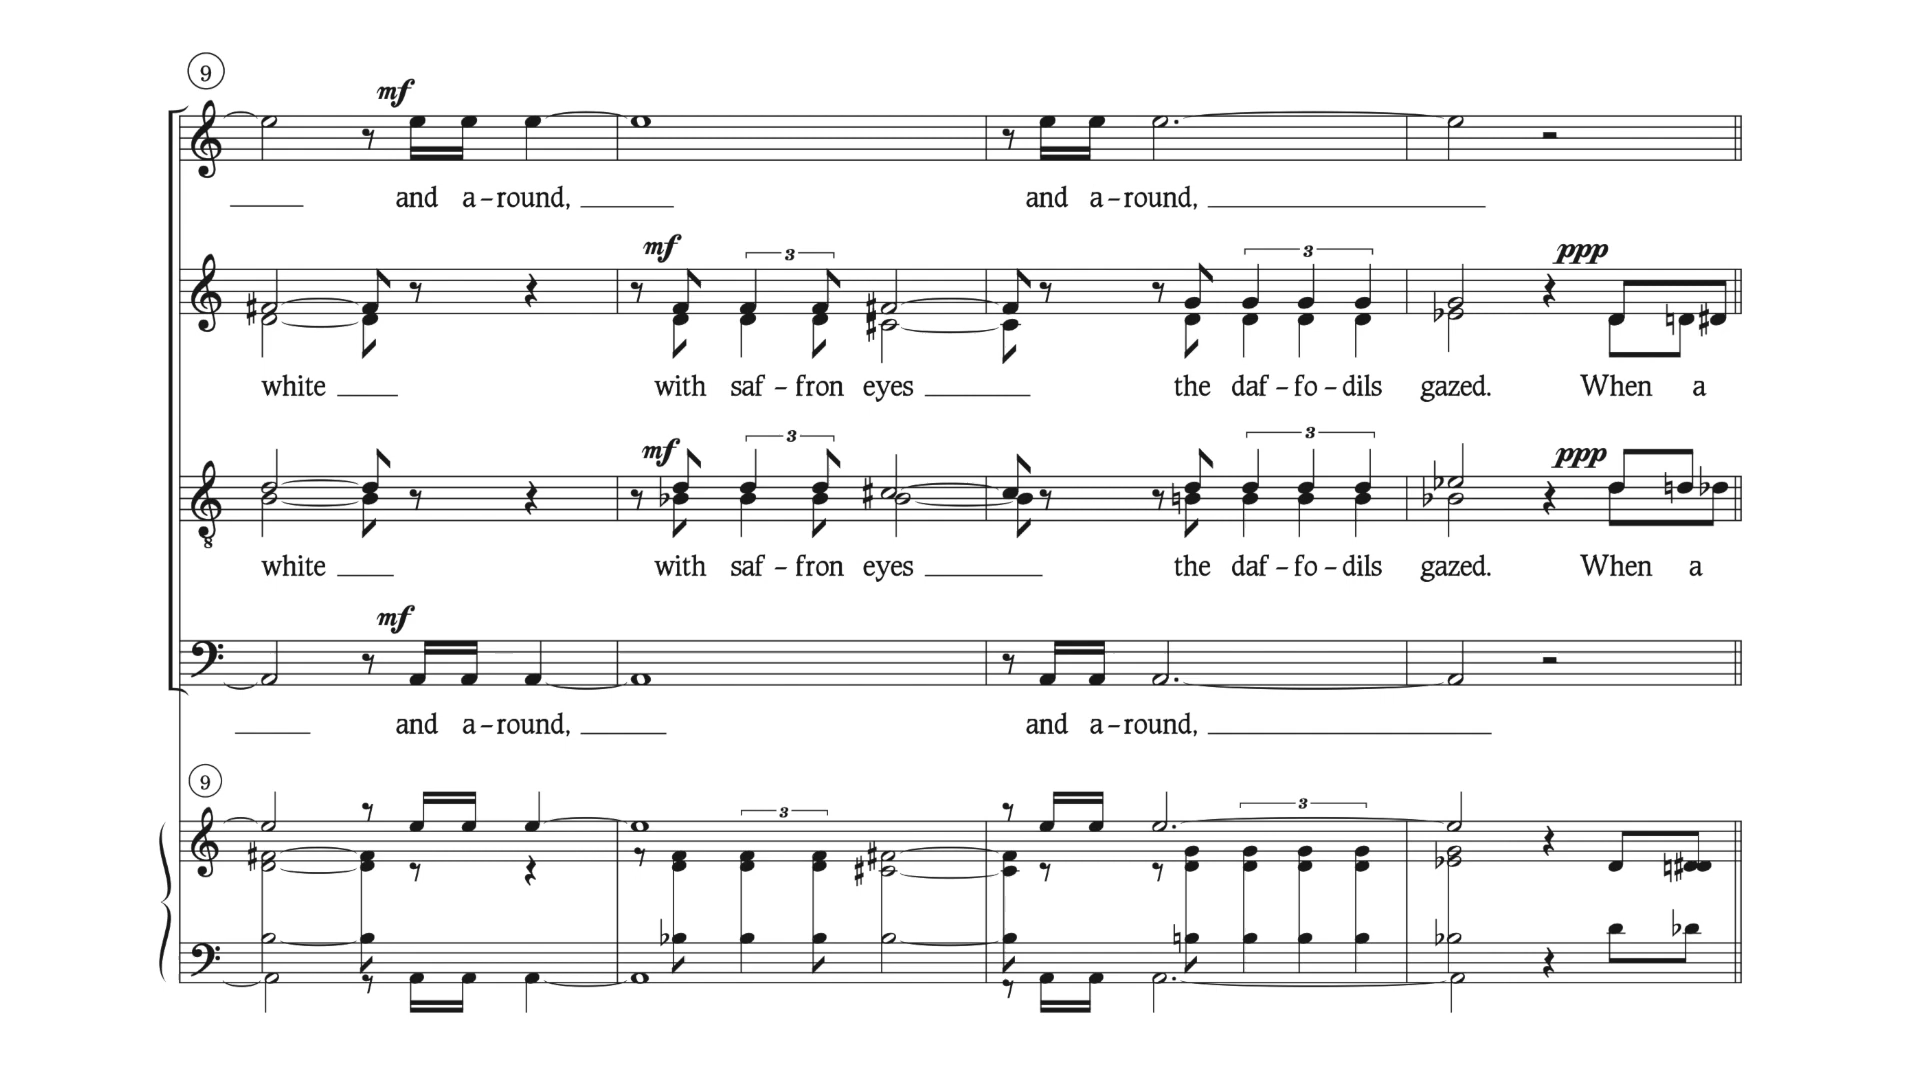 9
mf
and a – round,        and a – round,
mf 3 3 ppp
white with saf – fron eyes the daf – fo – dils gazed. When a
mf 3 3 ppp
8
white with saf – fron eyes the daf – fo – dils gazed. When a
mf
and a – round,        and a – round,
9
3 3